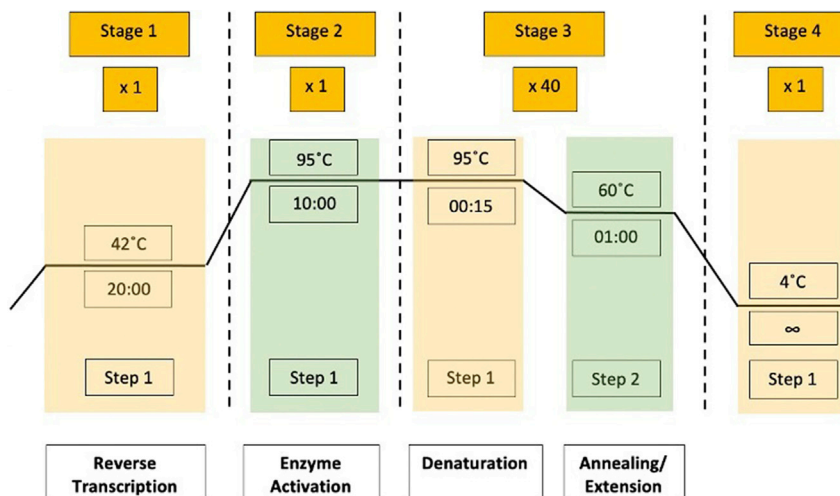 Stage 1
Stage 2
Stage 3
Stage 4
x 1
x 1
x 40
x 1
95˚C
95˚C
60˚C
10:00
00:15
42˚C
01:00
4˚C
20:00
∞
Step 1
Step 1
Step 1
Step 2
Step 1
Reverse
Transcription
Enzyme
Activation
Denaturation
Annealing/
Extension